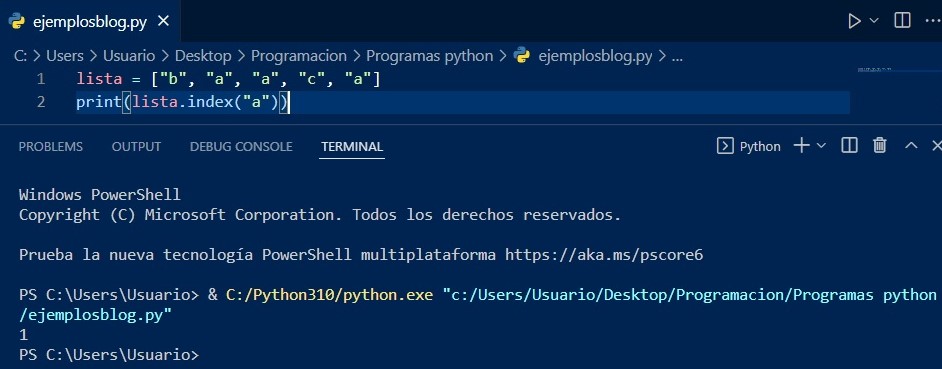 ejemplosblog.py
C: > Users > Usuario > Desktop > Programacion > Programas python > ejemplosblog.py > ...
1 lista = ["b", "a", "a", "c", "a"]
2 print(lista.index("a"))
PROBLEMS OUTPUT DEBUG CONSOLE TERMINAL Python
Windows PowerShell
Copyright (C) Microsoft Corporation. Todos los derechos reservados.
Prueba la nueva tecnología PowerShell multiplataforma https://aka.ms/pscore6
PS C:\Users\Usuario> & C:/Python310/python.exe "c:/Users/Usuario/Desktop/Programacion/Programas python
/ejemplosblog.py"
1
PS C:\Users\Usuario>